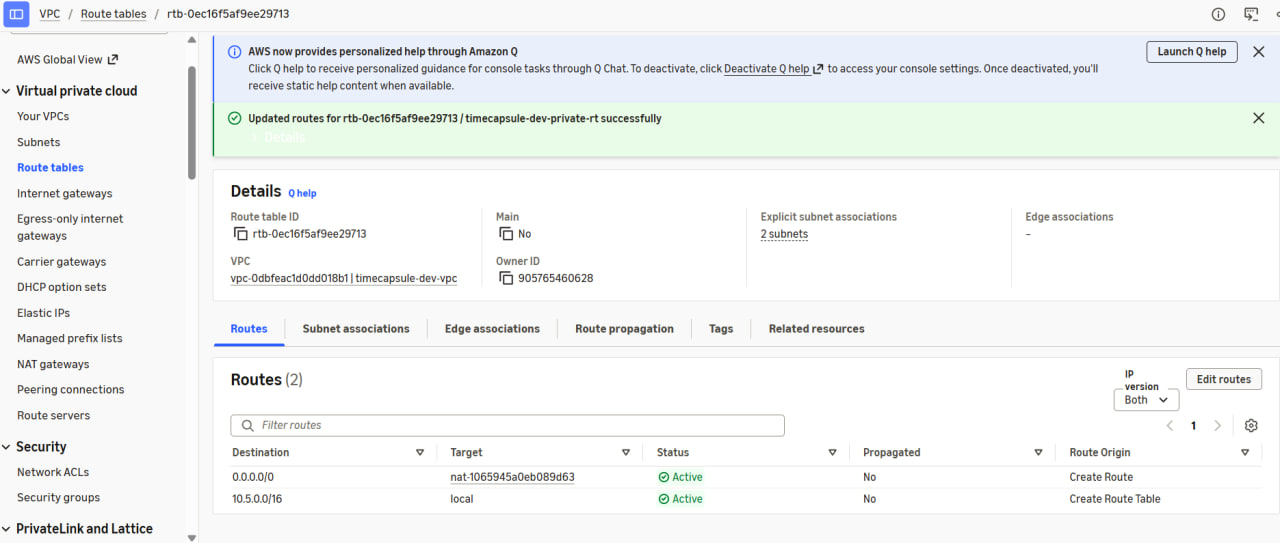 VPC / Route tables / rtb-0ec16f5af9ee29713
AWS Global View
Virtual private cloud
Your VPCs
Subnets
Route tables
Internet gateways
Egress-only internet
gateways
Carrier gateways
DHCP option sets
Elastic IPs
Managed prefix lists
NAT gateways
Peering connections
Route servers
Security
Network ACLs
Security groups
PrivateLink and Lattice
AWS now provides personalized help through Amazon Q
Click Q help to receive personalized guidance for console tasks through Q Chat. To deactivate, click Deactivate Q help to access your console settings. Once deactivated, you'll
receive static help content when available.
Launch Q help
Updated routes for rtb-0ec16f5af9ee29713 / timecapsule-dev-private-rt successfully
Details
Details Q help
Route table ID
rtb-0ec16f5af9ee29713
Main
No
Explicit subnet associations
2 subnets
Edge associations
–
VPC
vpc-0dbfeac1d0dd018b1 | timecapsule-dev-vpc
Owner ID
905765460628
Routes Subnet associations Edge associations Route propagation Tags Related resources
Routes (2)
IP
version
Both
Edit routes
Filter routes
1
Destination Target Status Propagated Route Origin
0.0.0.0/0 nat-1065945a0eb089d63 Active No Create Route
10.5.0.0/16 local Active No Create Route Table